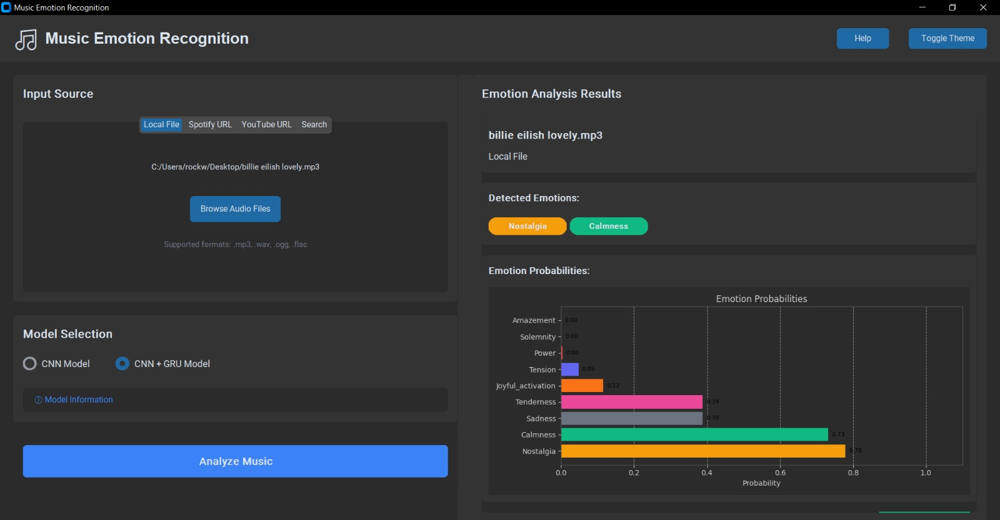 Music Emotion Recognition
Music Emotion Recognition
Help
Toggle Theme
Input Source
Local File Spotify URL YouTube URL Search
C:/Users/rockw/Desktop/billie eilish lovely.mp3
Browse Audio Files
Supported formats: .mp3, .wav, .ogg, .flac
Model Selection
CNN Model
CNN + GRU Model
ⓘ Model Information
Analyze Music
Emotion Analysis Results
billie eilish lovely.mp3
Local File
Detected Emotions:
Nostalgia Calmness
Emotion Probabilities:
Emotion Probabilities
Amazement 0.00
Solemnity 0.00
Power 0.00
Tension 0.05
Joyful_activation 0.12
Tenderness 0.39
Sadness 0.39
Calmness 0.73
Nostalgia 0.78
0.0 0.2 0.4 0.6 0.8 1.0
Probability